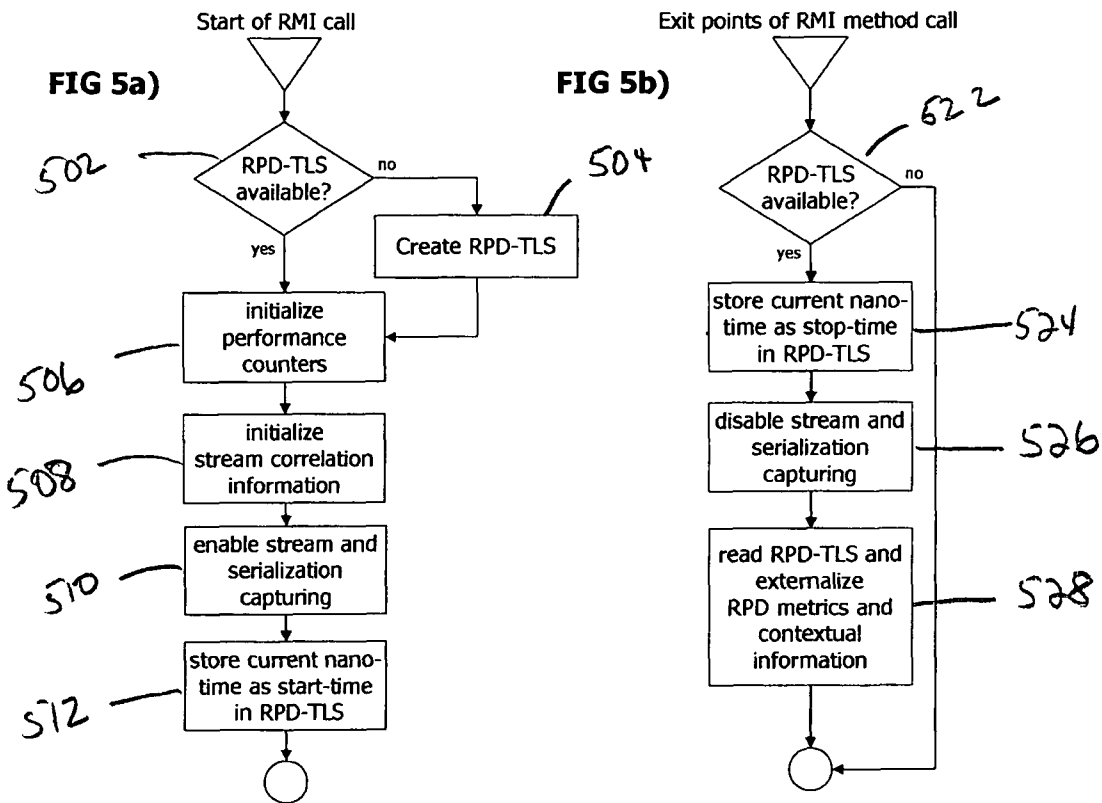 Start of RMI call
FIG 5a)
502
RPD-TLS
available?
no
504
Create RPD-TLS
yes
initialize
performance
counters
506
initialize
stream correlation
information
508
enable stream and
serialization
capturing
510
store current nano-
time as start-time
in RPD-TLS
512
Exit points of RMI method call
FIG 5b)
522
RPD-TLS
available?
no
yes
store current nano-
time as stop-time
in RPD-TLS
524
disable stream and
serialization
capturing
526
read RPD-TLS and
externalize
RPD metrics and
contextual
information
528